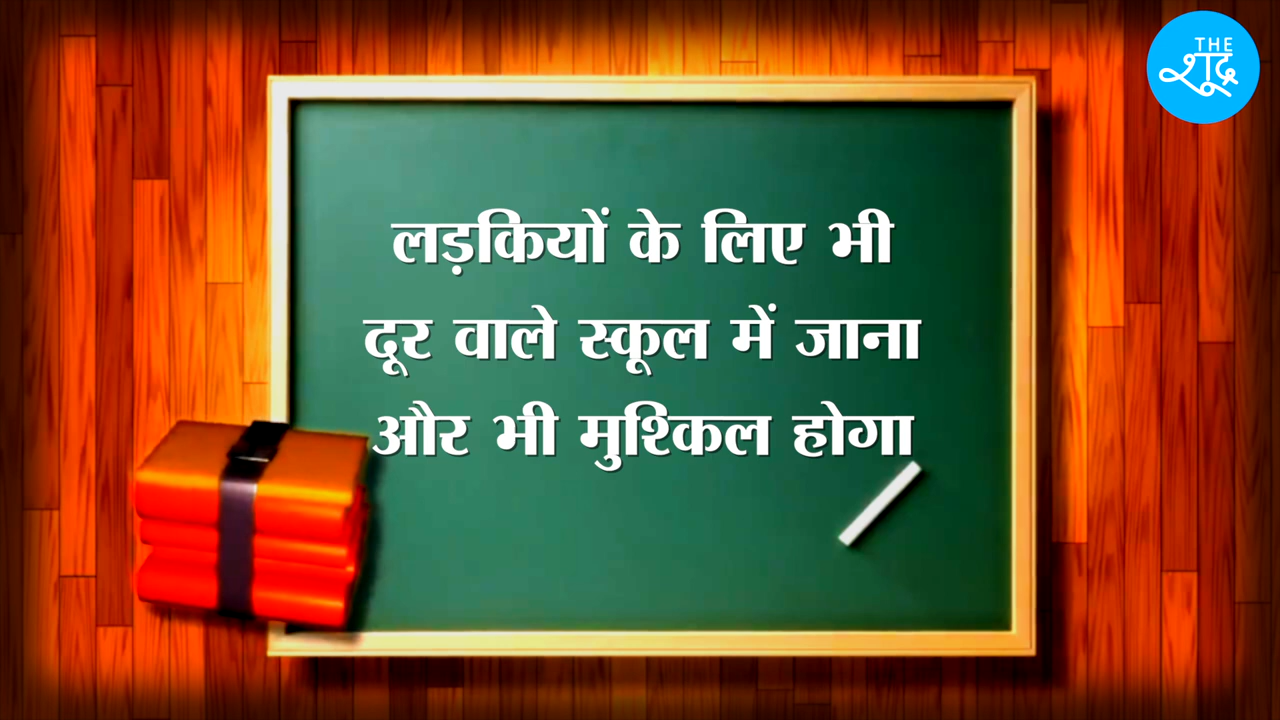 THE
शूद्र
लड़कियों के लिए भी
दूर वाले स्कूल में जाना
और भी मुश्किल होगा